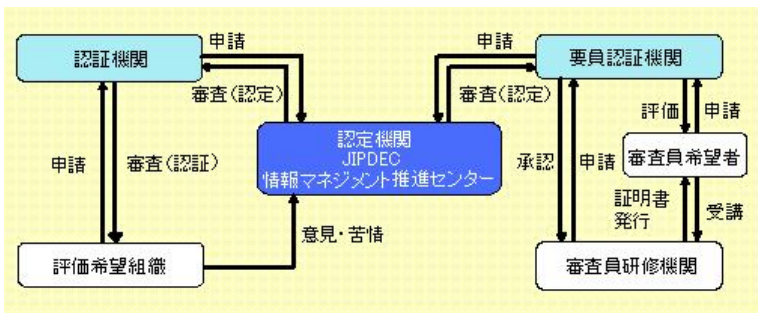 認証機関
申請
申請
要員認証機関
審査(認定)
審査(認定)
評価
申請
認定機関
JIPDEC
情報マネジメント推進センター
申請
審査(認証)
承認
申請
審査員希望者
証明書
発行
受講
意見・苦情
評価希望組織
審査員研修機関